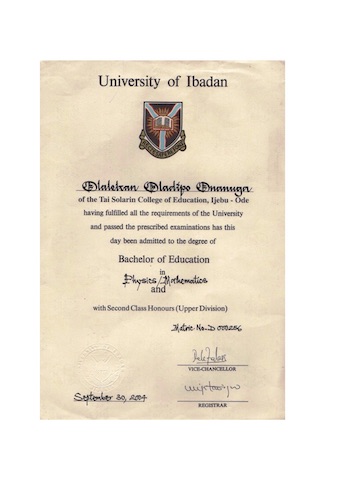 University of Ibadan
Olalekan Oladipo Onanuga
of the Tai Solarin College of Education, Ijebu - Ode
having fulfilled all the requirements of the University
and passed the prescribed examinations has this
day been admitted to the degree of
Bachelor of Education
in
Physics/Mathematics
and
with Second Class Honours (Upper Division)
Matric No. D 000256
VICE-CHANCELLOR
September 30, 2004
REGISTRAR